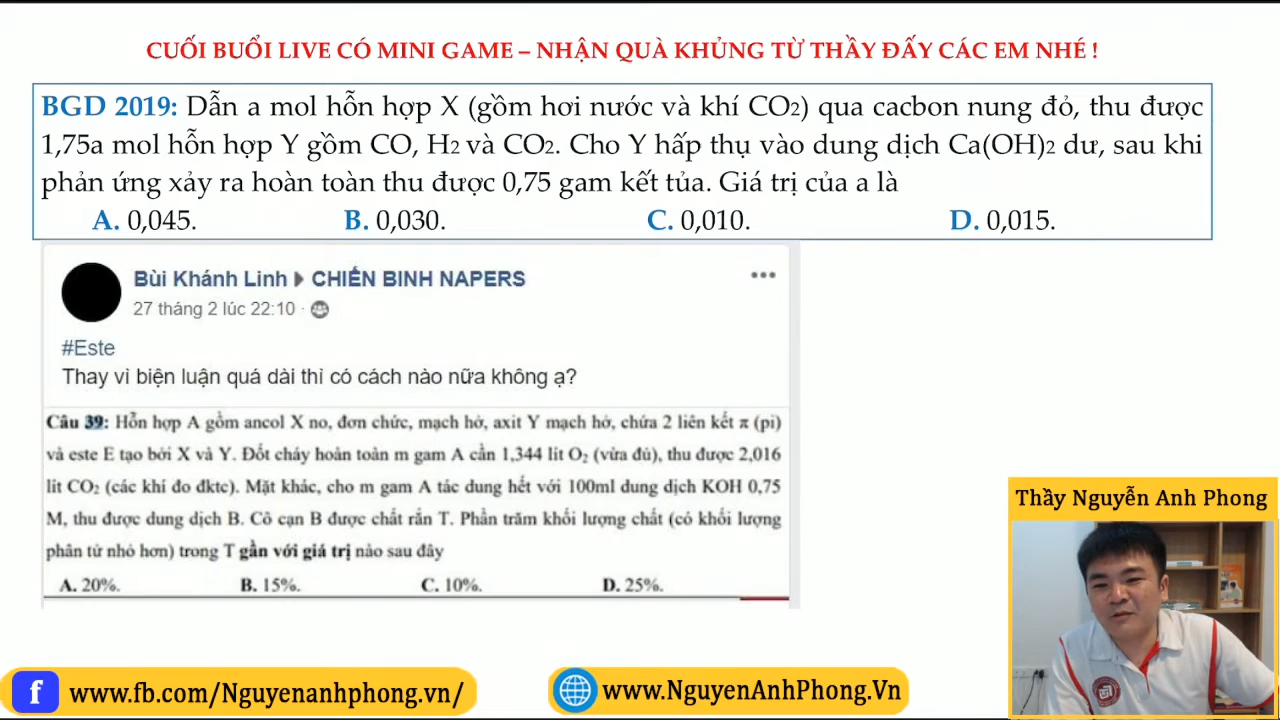 CUỐI BUỔI LIVE CÓ MINI GAME – NHẬN QUÀ KHỦNG TỪ THẦY ĐẤY CÁC EM NHÉ !
BGD 2019: Dẫn a mol hỗn hợp X (gồm hơi nước và khí CO2) qua cacbon nung đỏ, thu được
1,75a mol hỗn hợp Y gồm CO, H2 và CO2. Cho Y hấp thụ vào dung dịch Ca(OH)2 dư, sau khi
phản ứng xảy ra hoàn toàn thu được 0,75 gam kết tủa. Giá trị của a là
A. 0,045. B. 0,030. C. 0,010. D. 0,015.
Bùi Khánh Linh ▸ CHIẾN BINH NAPERS
27 tháng 2 lúc 22:10 ·
#Este
Thay vì biện luận quá dài thì có cách nào nữa không ạ?
Câu 39: Hỗn hợp A gồm ancol X no, đơn chức, mạch hở, axit Y mạch hở, chứa 2 liên kết π (pi)
và este E tạo bởi X và Y. Đốt cháy hoàn toàn m gam A cần 1,344 lít O2 (vừa đủ), thu được 2,016
lít CO2 (các khí đo đktc). Mặt khác, cho m gam A tác dung hết với 100ml dung dịch KOH 0,75
M, thu được dung dịch B. Cô cạn B được chất rắn T. Phần trăm khối lượng chất (có khối lượng
phân tử nhỏ hơn) trong T gần với giá trị nào sau đây
A. 20%. B. 15%. C. 10%. D. 25%.
Thầy Nguyễn Anh Phong
f www.fb.com/Nguyenanhphong.vn/
www.NguyenAnhPhong.Vn